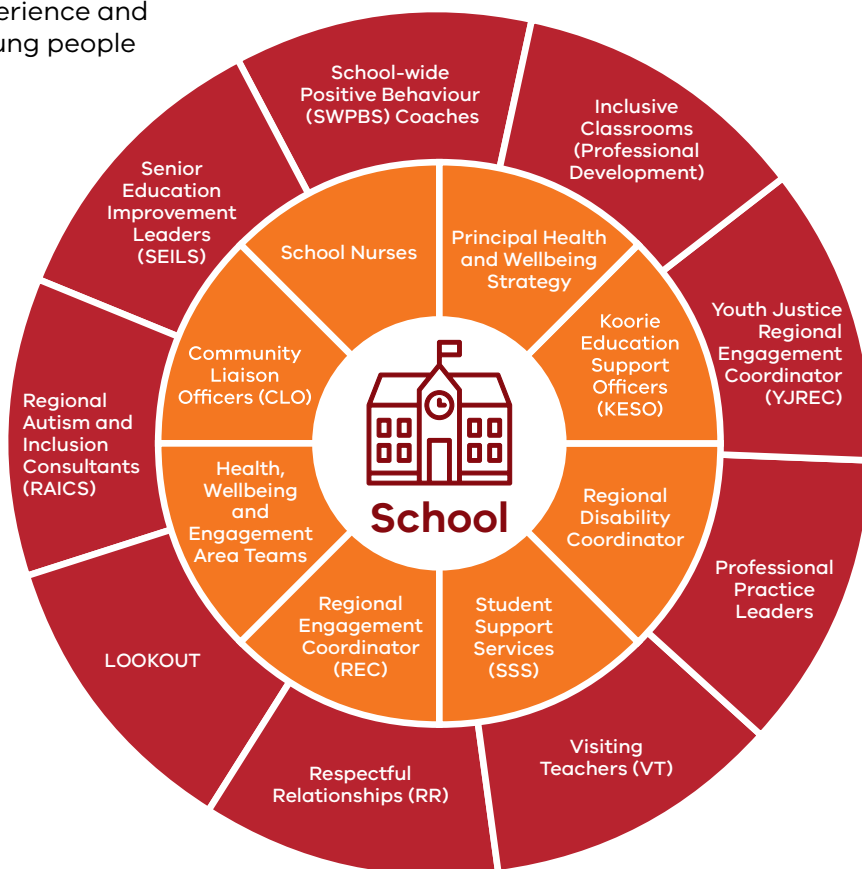 erience and
ung people
School-wide
Positive Behaviour
(SWPBS) Coaches
Inclusive
Classrooms
(Professional
Development)
Youth Justice
Regional
Engagement
Coordinator
(YJREC)
Professional
Practice
Leaders
Visiting
Teachers (VT)
Respectful
Relationships (RR)
LOOKOUT
Regional
Autism and
Inclusion
Consultants
(RAICS)
Senior
Education
Improvement
Leaders
(SEILS)
School Nurses
Principal Health
and Wellbeing
Strategy
Koorie
Education
Support
Officers
(KESO)
Regional
Disability
Coordinator
Student
Support
Services
(SSS)
Regional
Engagement
Coordinator
(REC)
Health,
Wellbeing
and
Engagement
Area Teams
Community
Liaison
Officers (CLO)
School